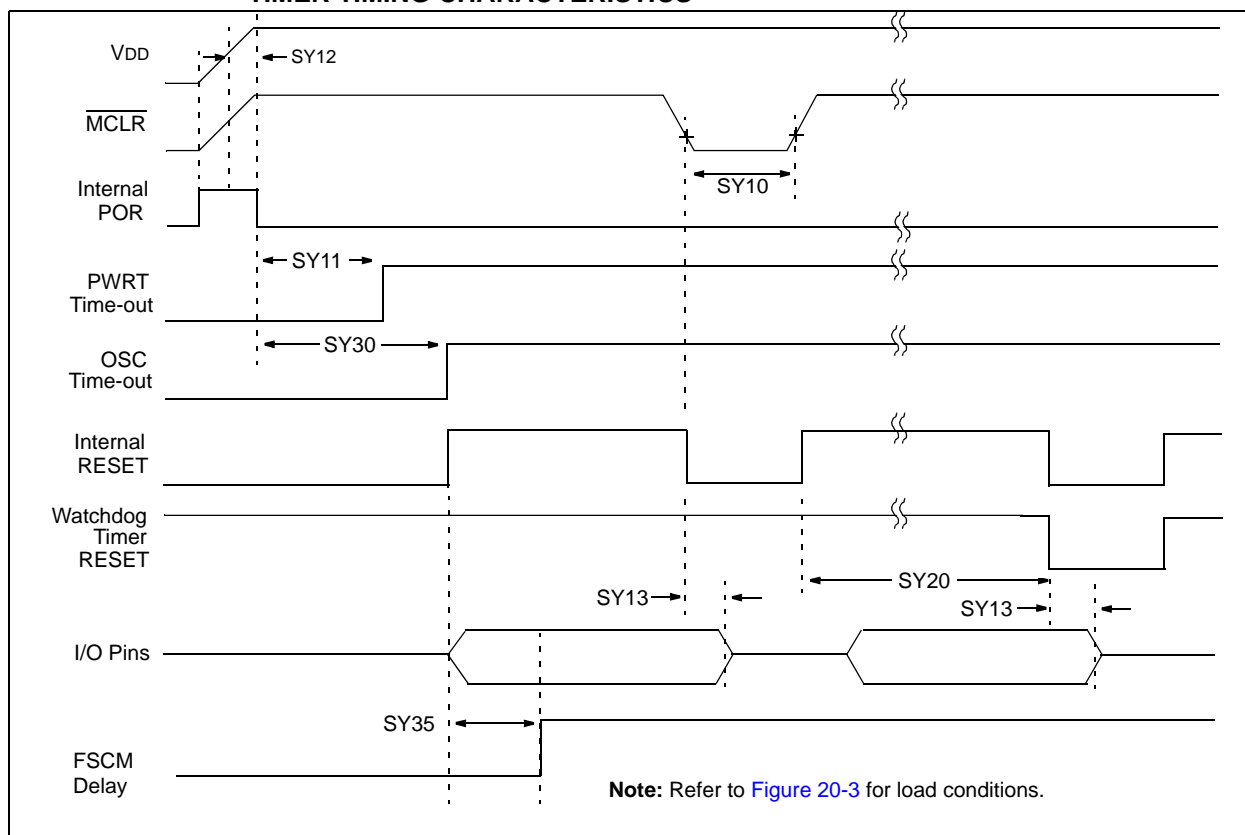 TIMER TIMING CHARACTERISTICS
VDD
SY12
MCLR
SY10
Internal
POR
SY11
PWRT
Time-out
SY30
OSC
Time-out
Internal
RESET
Watchdog
Timer
RESET
SY20
SY13
SY13
I/O Pins
SY35
FSCM
Delay
Note: Refer to Figure 20-3 for load conditions.